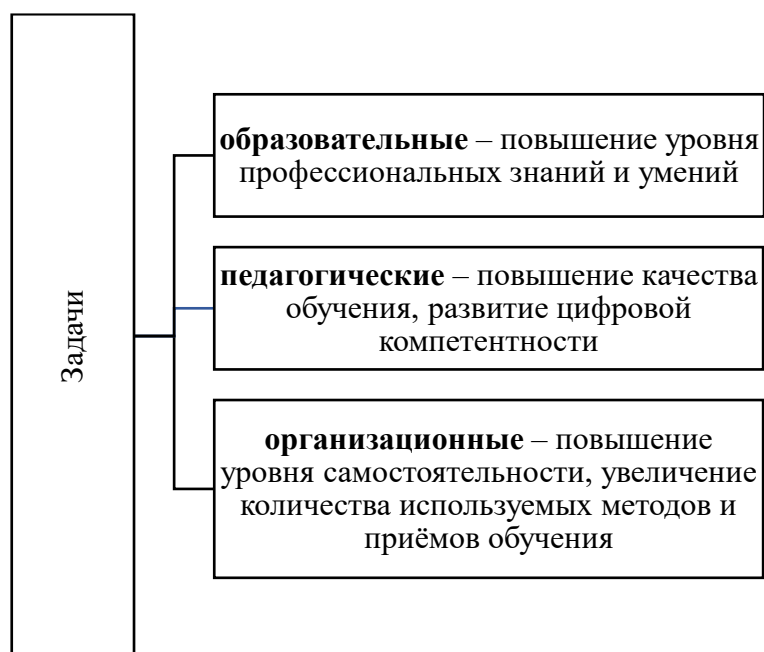 Задачи
образовательные – повышение уровня
профессиональных знаний и умений
педагогические – повышение качества
обучения, развитие цифровой
компетентности
организационные – повышение
уровня самостоятельности, увеличение
количества используемых методов и
приёмов обучения